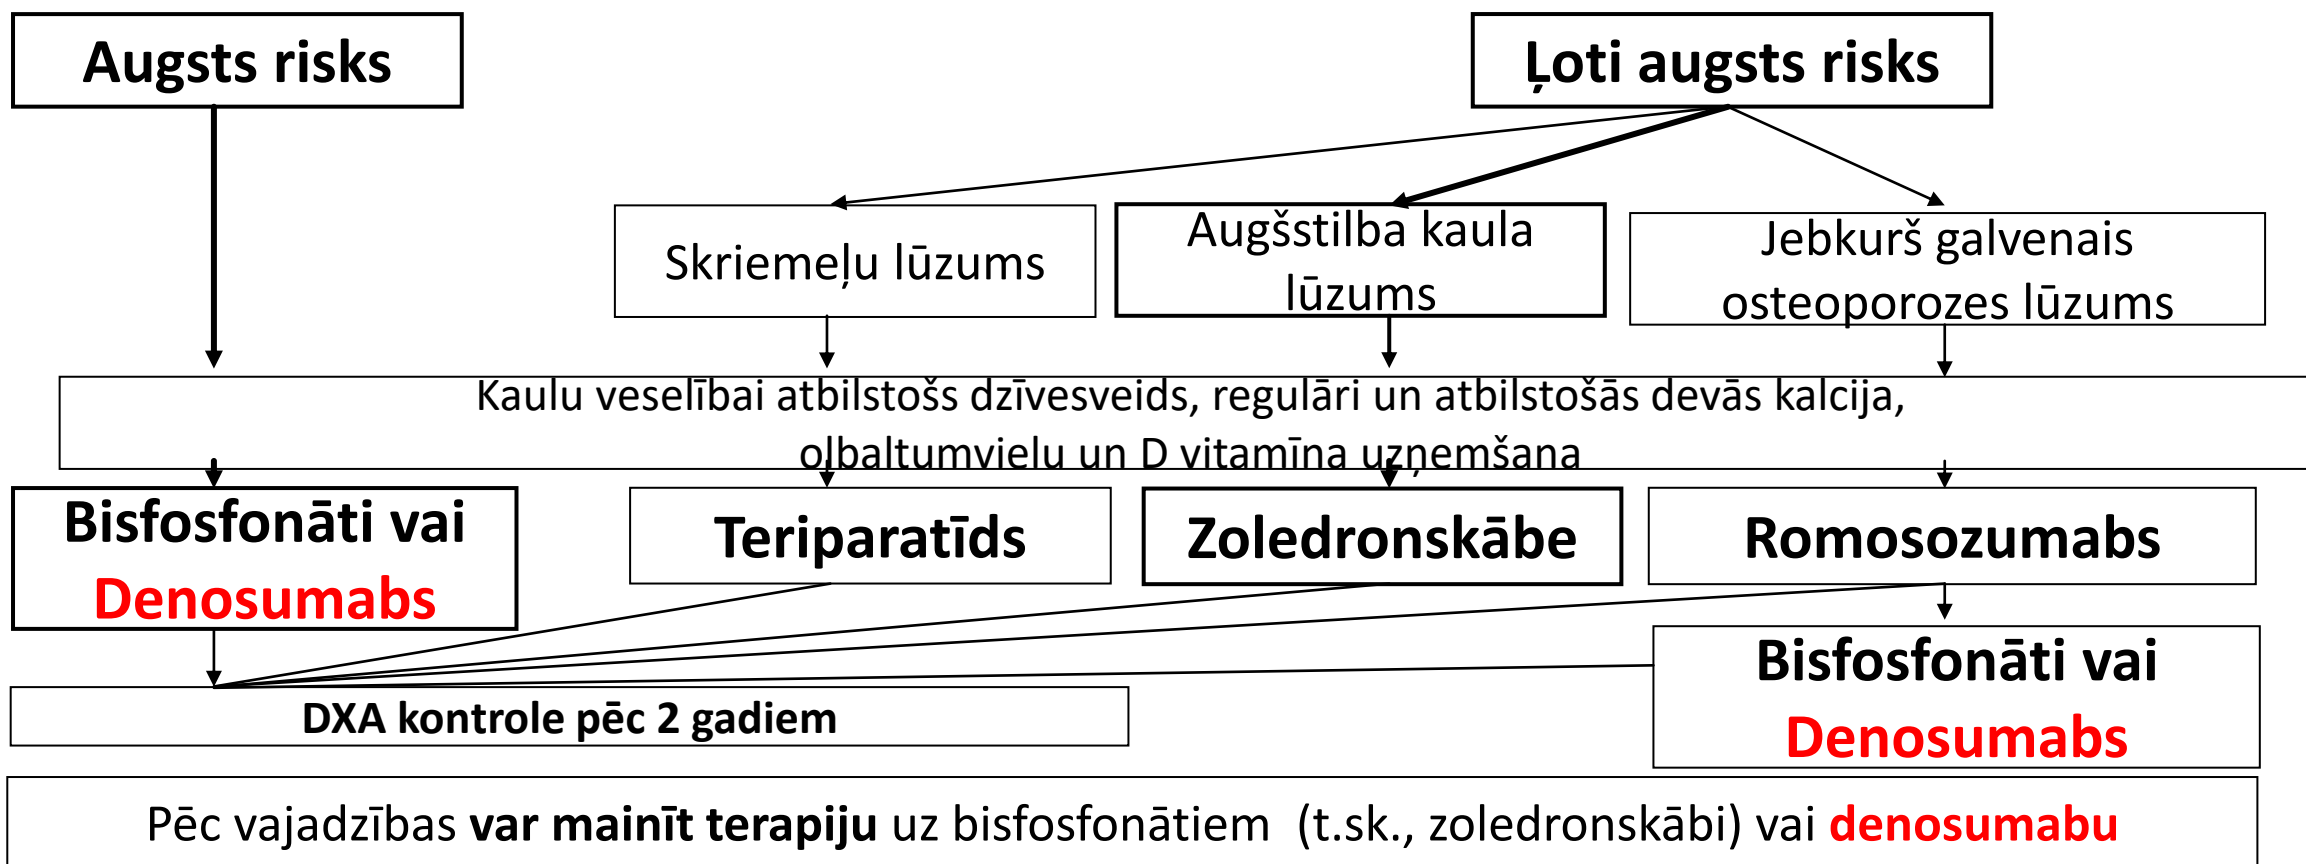 Augsts risks
Ļoti augsts risks
Skriemeļu lūzums
Augšstilba kaula
lūzums
Jebkurš galvenais
osteoporozes lūzums
Kaulu veselībai atbilstošs dzīvesveids, regulāri un atbilstošās devās kalcija,
olbaltumvielu un D vitamīna uzņemšana
Bisfosfonāti vai
Denosumabs
Teriparatīds
Zoledronskābe
Romosozumabs
Bisfosfonāti vai
Denosumabs
DXA kontrole pēc 2 gadiem
Pēc vajadzības var mainīt terapiju uz bisfosfonātiem (t.sk., zoledronskābi) vai denosumabu